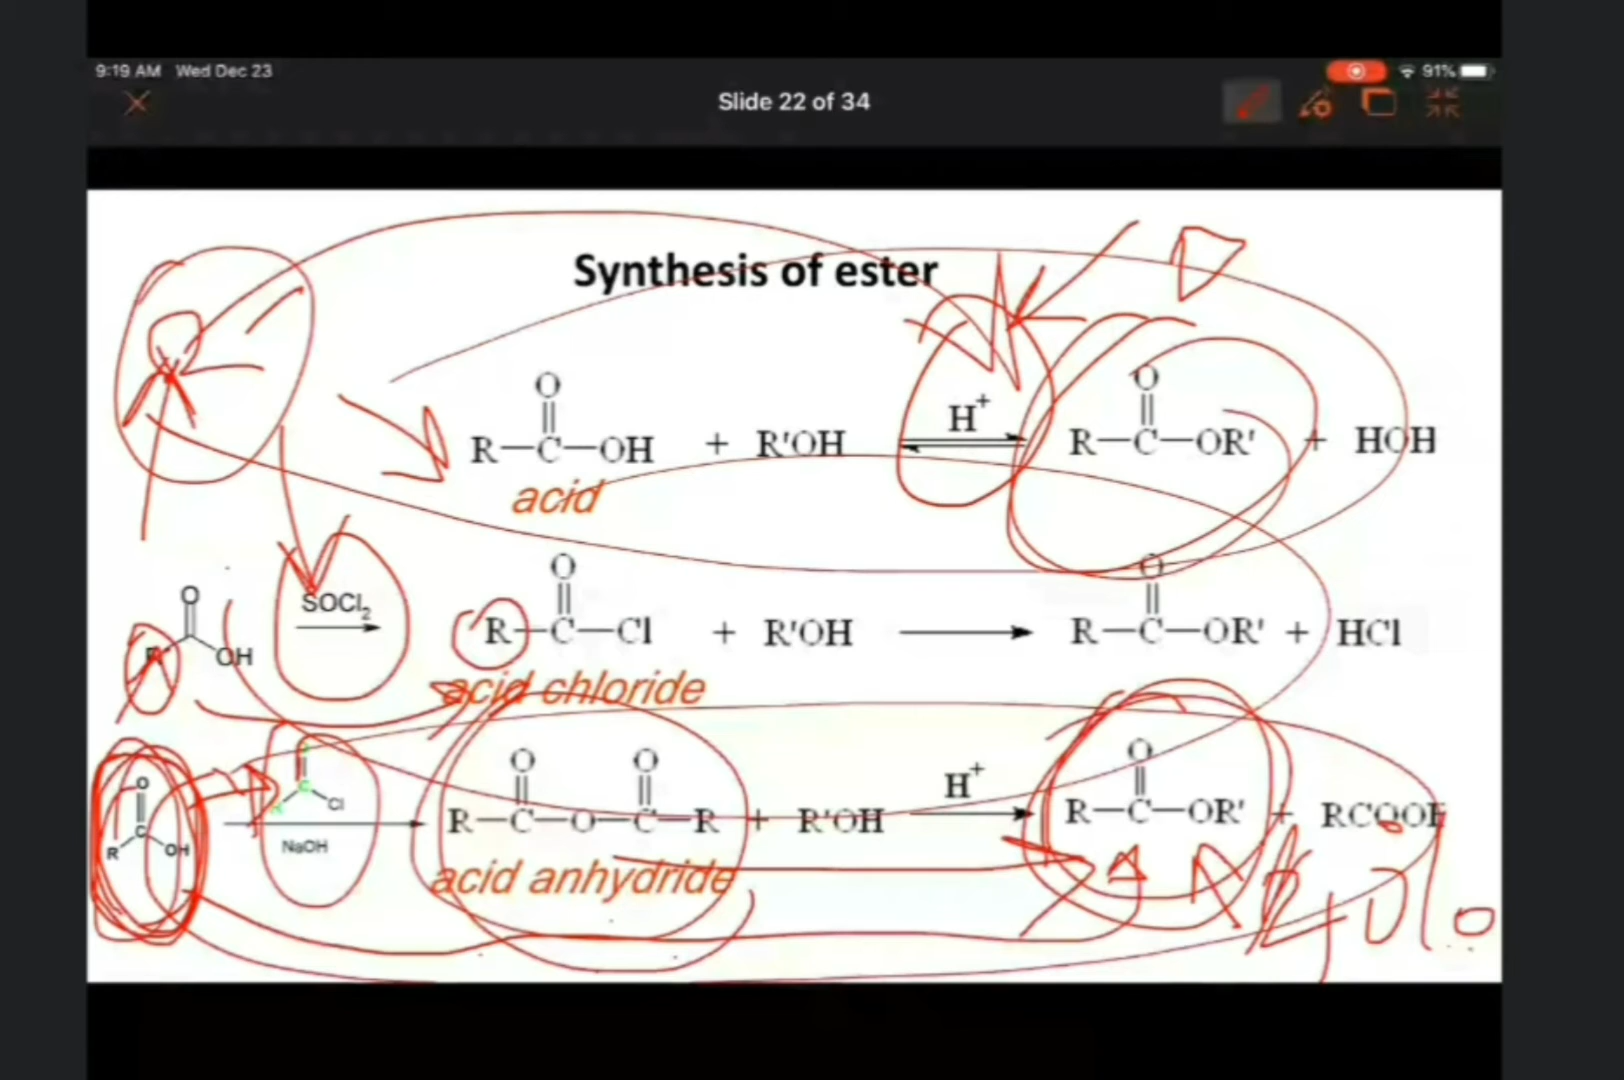 9:19 AM Wed Dec 23
91%
Slide 22 of 34
Synthesis of ester
O
R—C—OH + R'OH H+ R—C—OR' + HOH
O
acid
O
OH
SOCl2
O
R—C—Cl + R'OH R—C—OR' + HCl
O
acid chloride
O
R C OH
C Cl
NaOH
O O
R—C—O—C—R + R'OH H+ R—C—OR' +
O
acid anhydride